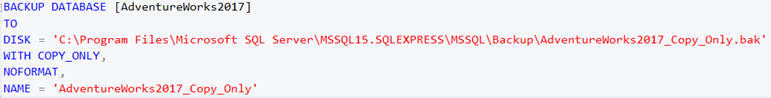 BACKUP DATABASE [AdventureWorks2017]
TO
DISK = 'C:\Program Files\Microsoft SQL Server\MSSQL15.SQLEXPRESS\MSSQL\Backup\AdventureWorks2017_Copy_Only.bak'
WITH COPY_ONLY,
NOFORMAT,
NAME = 'AdventureWorks2017_Copy_Only'